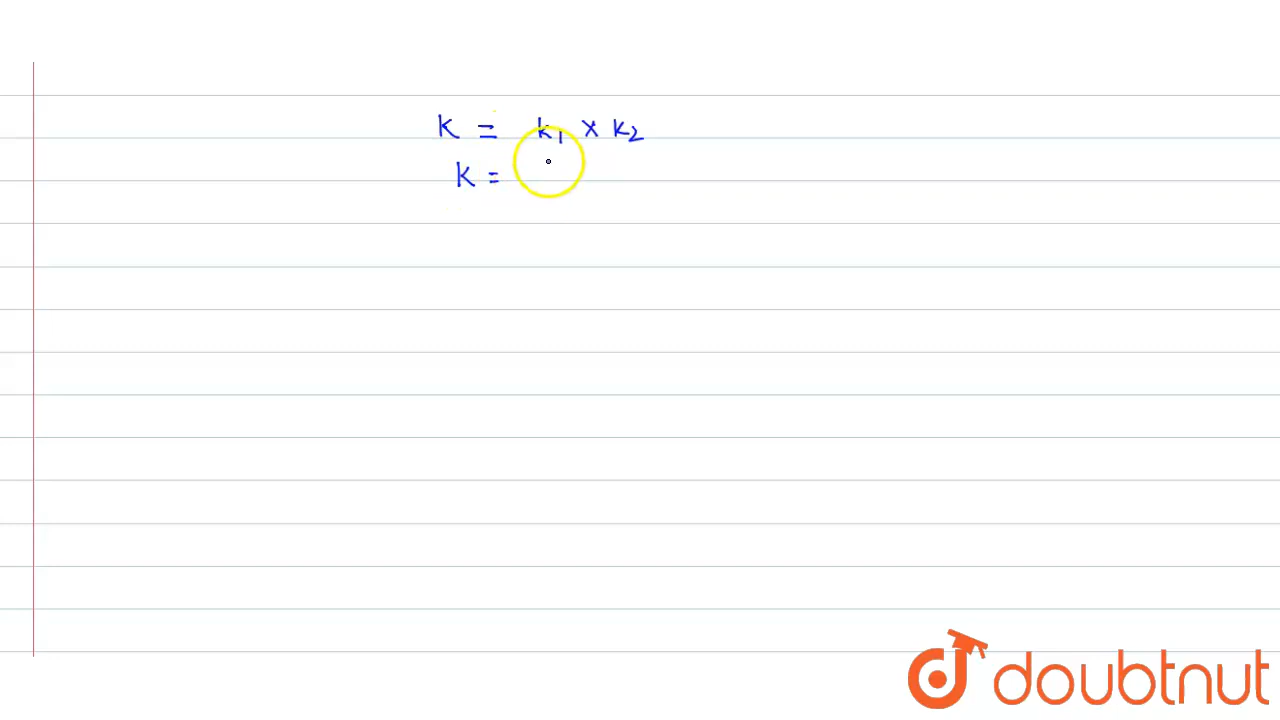 K = k₁ × k₂
K =
doubtnut